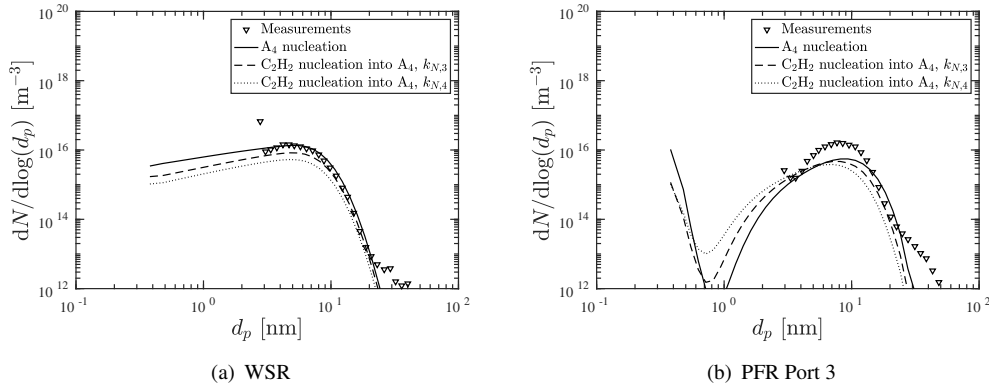 10^20
10^18
10^16
10^14
10^12
dN/dlog(d_p) [m^−3]
Measurements
A_4 nucleation
C_2H_2 nucleation into A_4, k_{N,3}
C_2H_2 nucleation into A_4, k_{N,4}
10^−1 10^0 10^1 10^2
d_p [nm]
(a) WSR
10^20
10^18
10^16
10^14
10^12
dN/dlog(d_p) [m^−3]
Measurements
A_4 nucleation
C_2H_2 nucleation into A_4, k_{N,3}
C_2H_2 nucleation into A_4, k_{N,4}
10^−1 10^0 10^1 10^2
d_p [nm]
(b) PFR Port 3